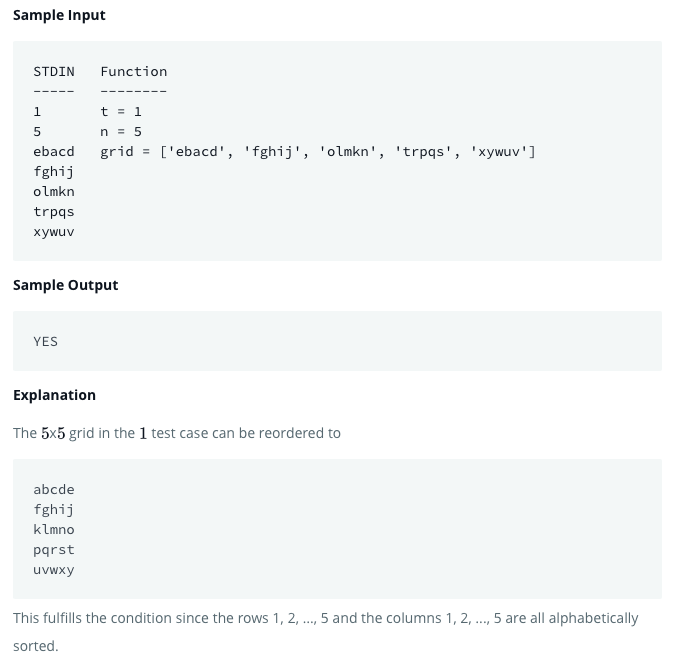 Sample Input
STDIN   Function
-----   --------
1       t = 1
5       n = 5
ebacd   grid = ['ebacd', 'fghij', 'olmkn', 'trpqs', 'xywuv']
fghij
olmkn
trpqs
xywuv
Sample Output
YES
Explanation
The 5x5 grid in the 1 test case can be reordered to
abcde
fghij
klmno
pqrst
uvwxy
This fulfills the condition since the rows 1, 2, ..., 5 and the columns 1, 2, ..., 5 are all alphabetically
sorted.